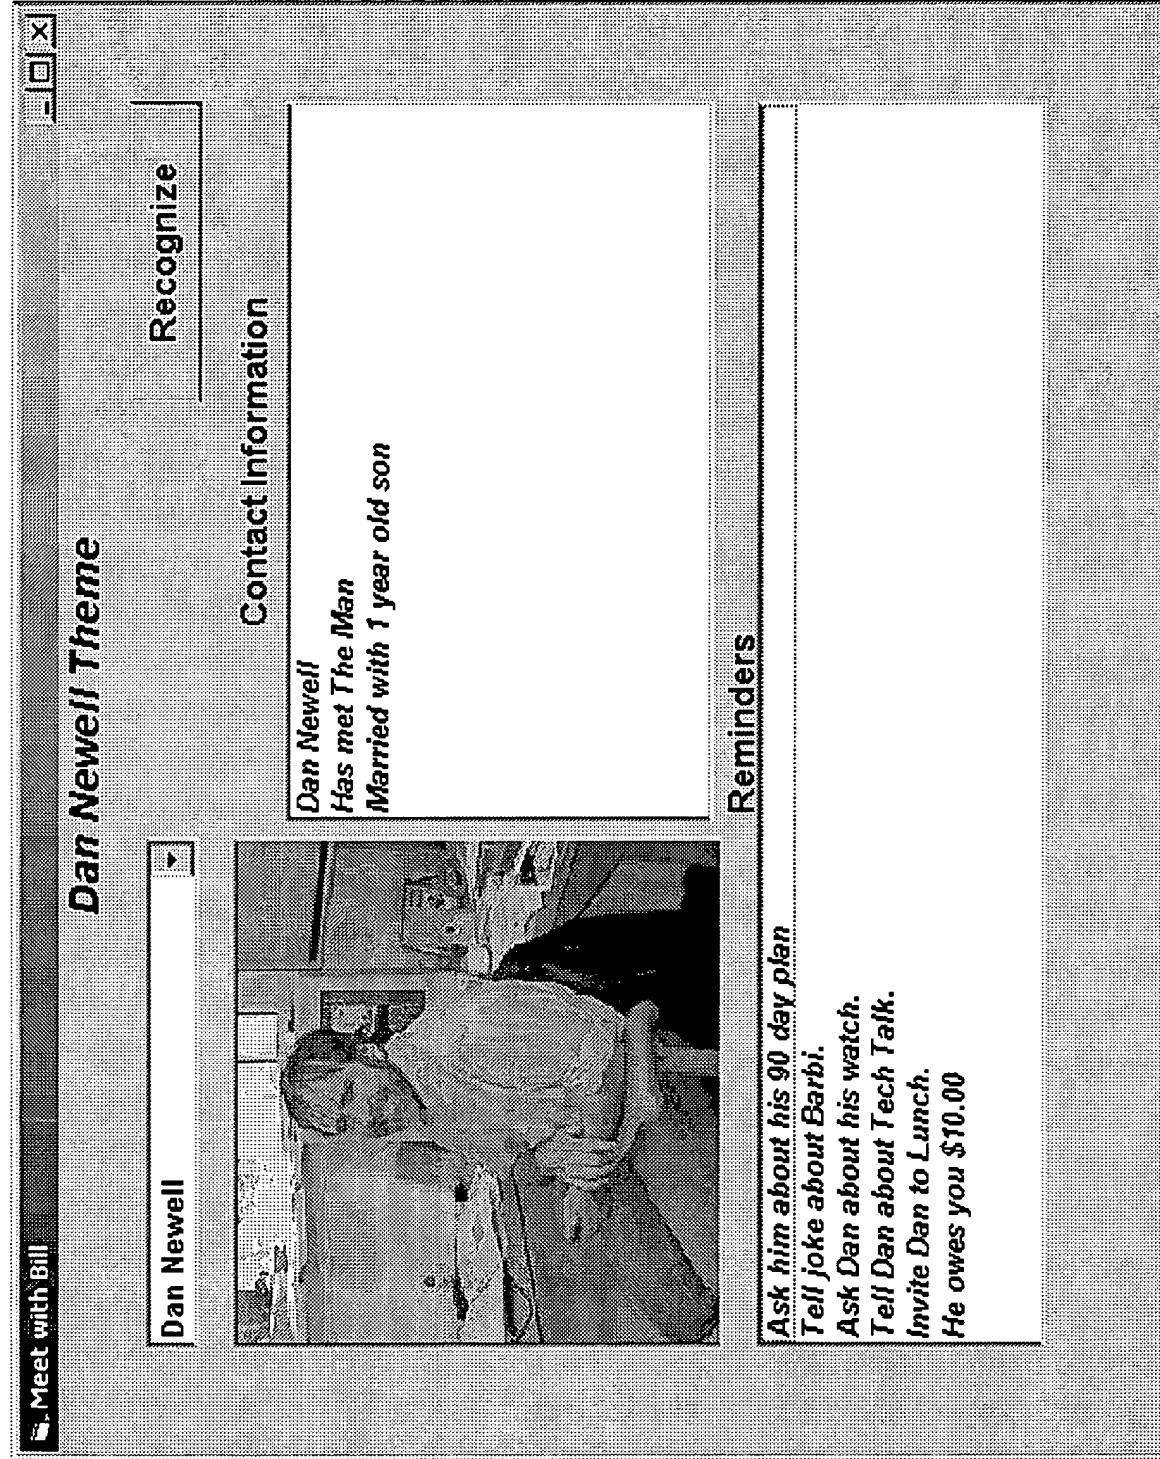 Meet with Bill
Dan Newell Theme
Dan Newell
Recognize
Contact Information
Dan Newell
Has met The Man
Married with 1 year old son
Reminders
Ask him about his 90 day plan
Tell joke about Barbi.
Ask Dan about his watch.
Tell Dan about Tech Talk.
Invite Dan to Lunch.
He owes you $10.00